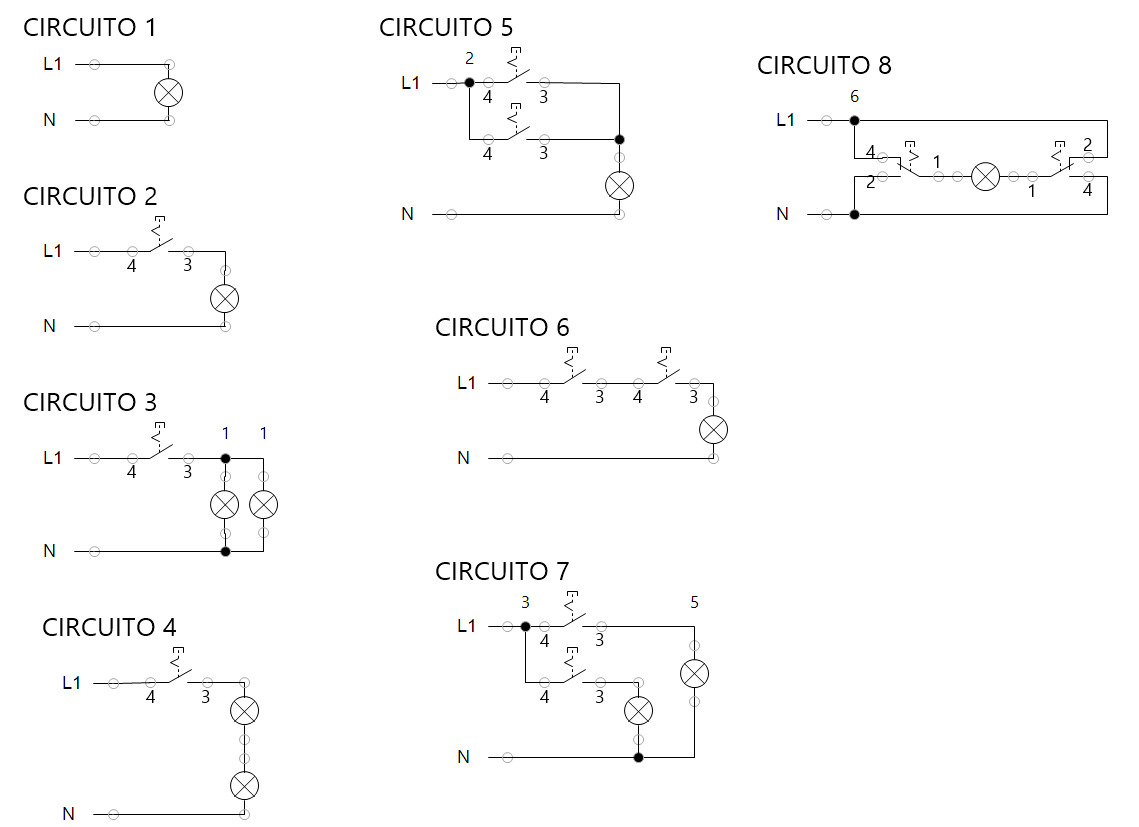 CIRCUITO 1
L1
N
CIRCUITO 2
L1
4 3
N
CIRCUITO 3
1 1
L1
4 3
N
CIRCUITO 4
L1
4 3
N
CIRCUITO 5
2
L1
4 3
4 3
N
CIRCUITO 6
L1
4 3 4 3
N
CIRCUITO 7
3 5
L1
4 3
4 3
N
CIRCUITO 8
6
L1
4 1 2
2 1 4
N